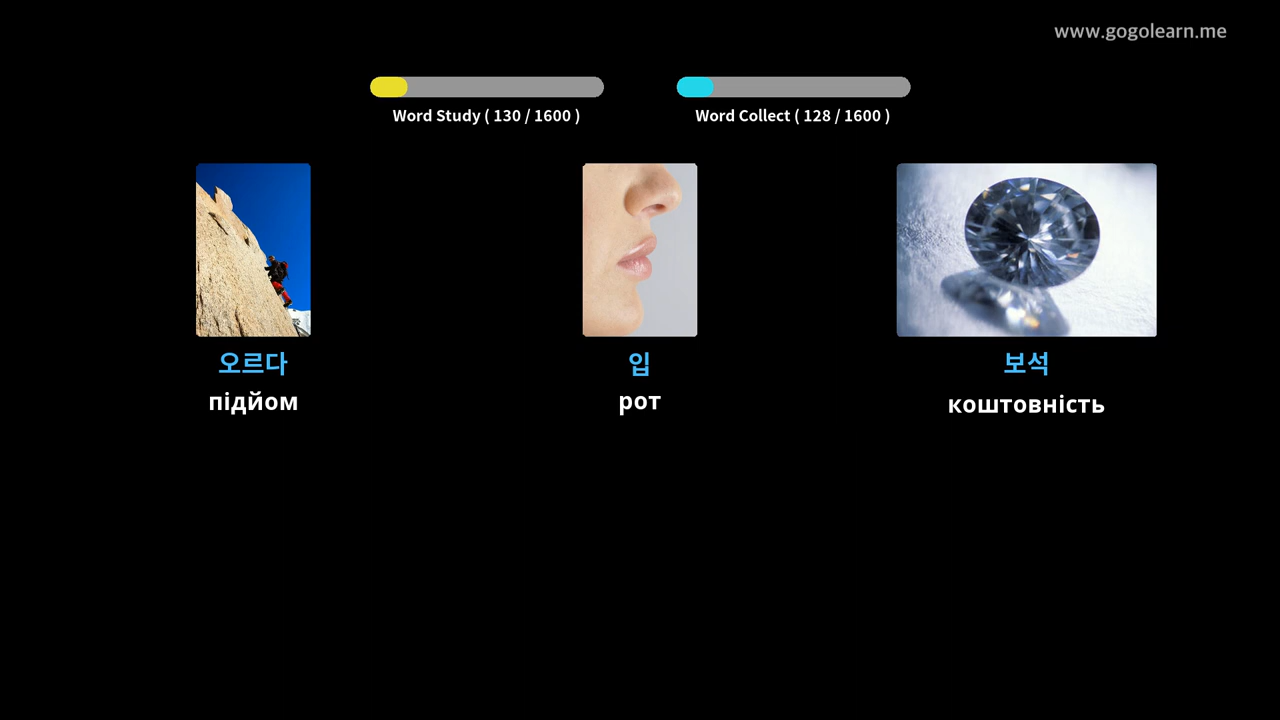 www.gogolearn.me
Word Study ( 130 / 1600 )
Word Collect ( 128 / 1600 )
오르다
підйом
입
рот
보석
коштовність